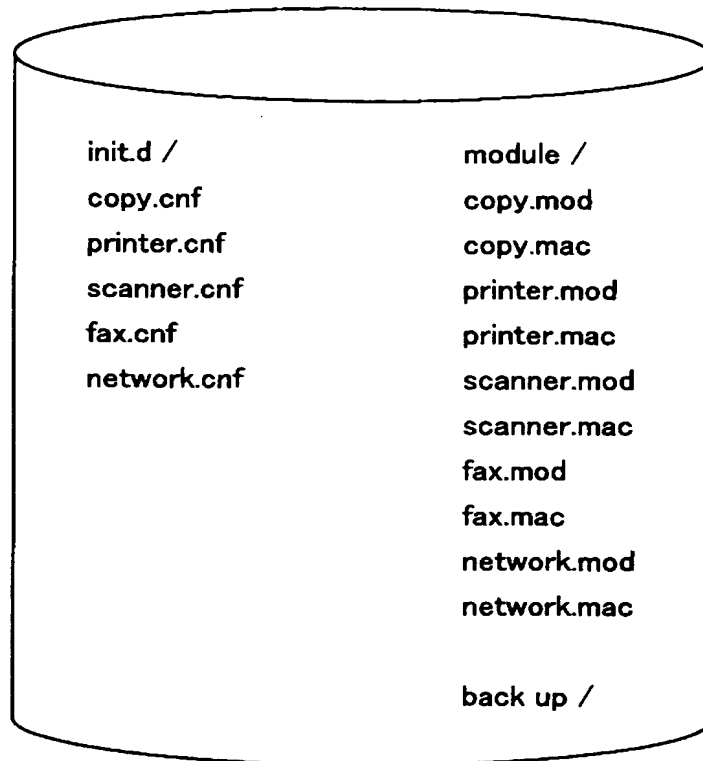 init.d /
copy.cnf
printer.cnf
scanner.cnf
fax.cnf
network.cnf
module /
copy.mod
copy.mac
printer.mod
printer.mac
scanner.mod
scanner.mac
fax.mod
fax.mac
network.mod
network.mac
back up /